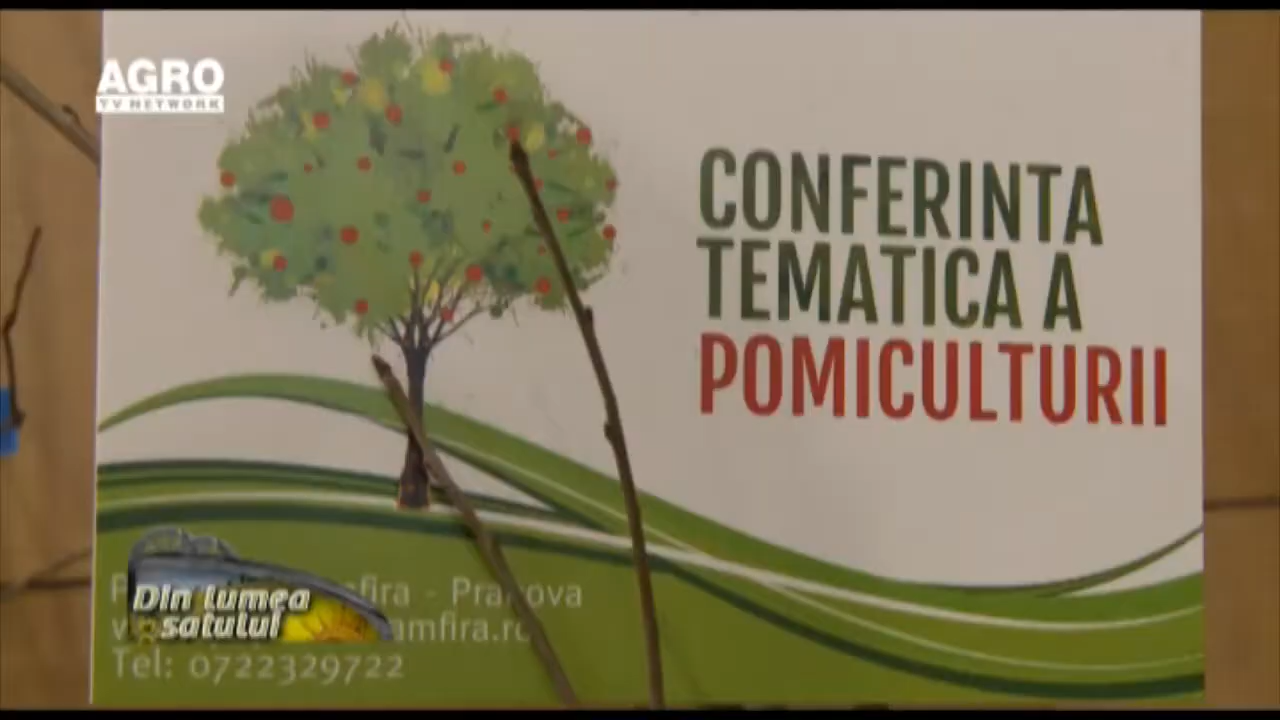 AGRO
TV NETWORK
CONFERINTA
TEMATICA A
POMICULTURII
Din lumea
satului
Tel: 0722329722